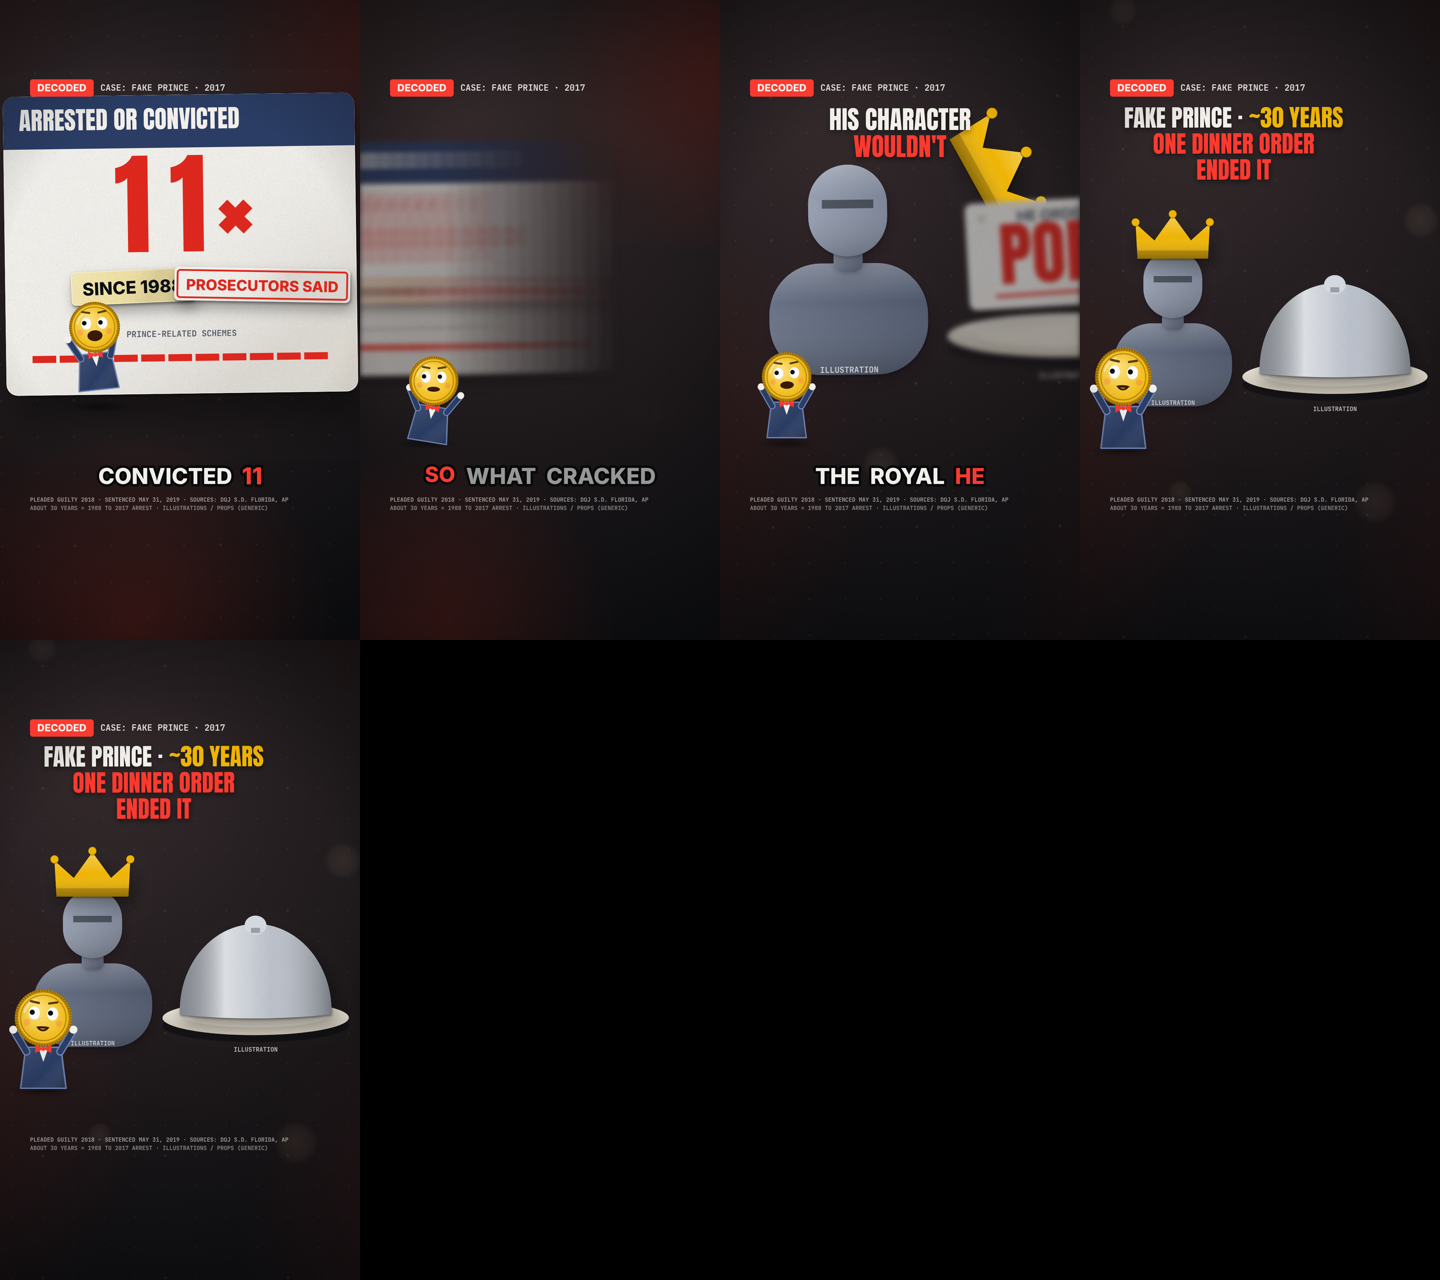 DECODED CASE: FAKE PRINCE · 2017
ARRESTED OR CONVICTED
11×
SINCE 1988 PROSECUTORS SAID
PRINCE-RELATED SCHEMES
CONVICTED 11
PLEADED GUILTY 2018 · SENTENCED MAY 31, 2019 · SOURCES: DOJ S.D. FLORIDA, AP
ABOUT 30 YEARS = 1988 TO 2017 ARREST · ILLUSTRATIONS / PROPS (GENERIC)
DECODED CASE: FAKE PRINCE · 2017
SO WHAT CRACKED
PLEADED GUILTY 2018 · SENTENCED MAY 31, 2019 · SOURCES: DOJ S.D. FLORIDA, AP
ABOUT 30 YEARS = 1988 TO 2017 ARREST · ILLUSTRATIONS / PROPS (GENERIC)
DECODED CASE: FAKE PRINCE · 2017
HIS CHARACTER
WOULDN'T
HE
ILLUSTRATION
THE ROYAL HE
PLEADED GUILTY 2018 · SENTENCED MAY 31, 2019 · SOURCES: DOJ S.D. FLORIDA, AP
ABOUT 30 YEARS = 1988 TO 2017 ARREST · ILLUSTRATIONS / PROPS (GENERIC)
DECODED CASE: FAKE PRINCE · 2017
FAKE PRINCE · ~30 YEARS
ONE DINNER ORDER
ENDED IT
ILLUSTRATION
ILLUSTRATION
PLEADED GUILTY 2018 · SENTENCED MAY 31, 2019 · SOURCES: DOJ S.D. FLORIDA, AP
ABOUT 30 YEARS = 1988 TO 2017 ARREST · ILLUSTRATIONS / PROPS (GENERIC)
DECODED CASE: FAKE PRINCE · 2017
FAKE PRINCE · ~30 YEARS
ONE DINNER ORDER
ENDED IT
ILLUSTRATION
ILLUSTRATION
PLEADED GUILTY 2018 · SENTENCED MAY 31, 2019 · SOURCES: DOJ S.D. FLORIDA, AP
ABOUT 30 YEARS = 1988 TO 2017 ARREST · ILLUSTRATIONS / PROPS (GENERIC)